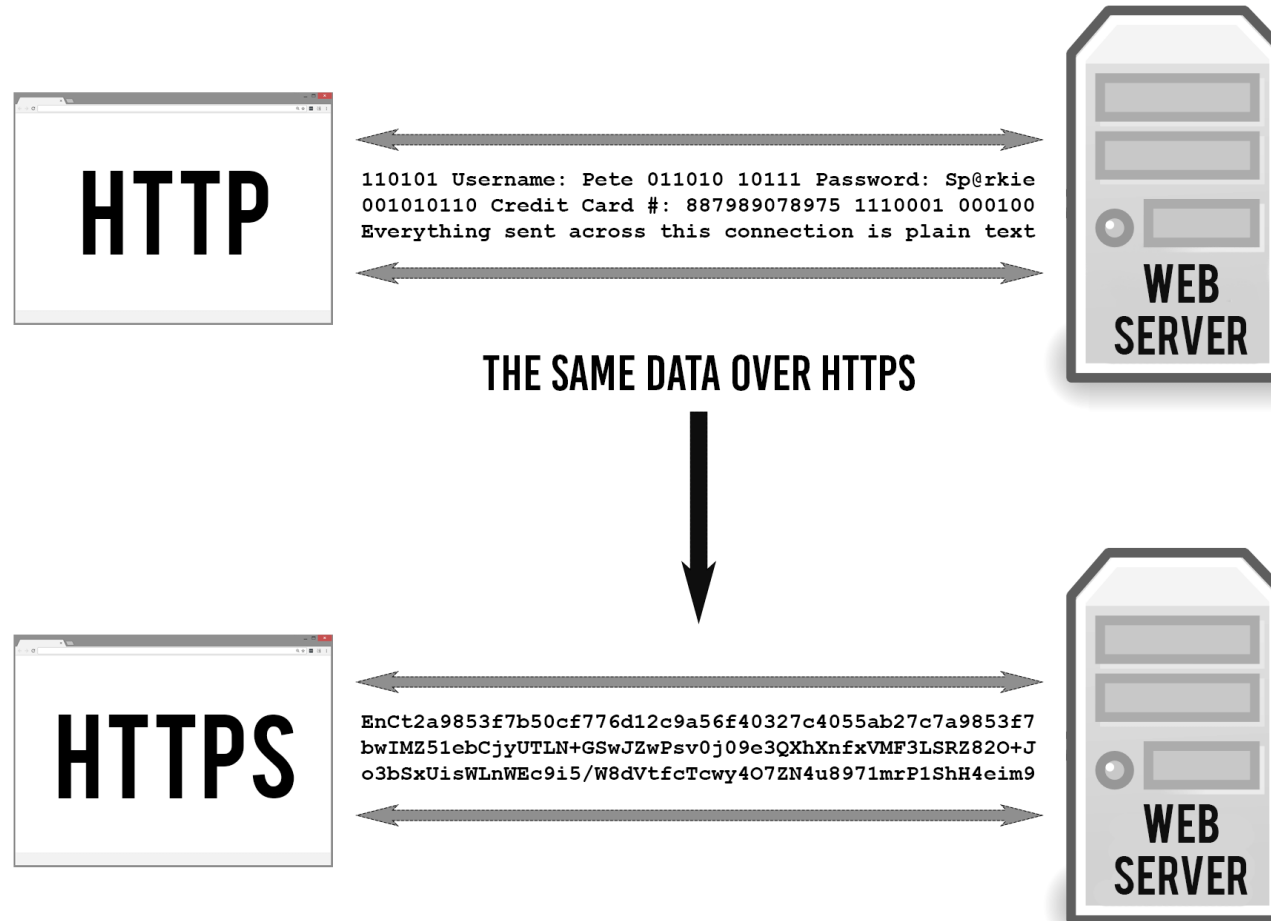 HTTP
110101 Username: Pete 011010 10111 Password: Sp@rkie
001010110 Credit Card #: 887989078975 1110001 000100
Everything sent across this connection is plain text
WEB
SERVER
THE SAME DATA OVER HTTPS
HTTPS
EnCt2a9853f7b50cf776d12c9a56f40327c4055ab27c7a9853f7
bwIMZ51ebCjyUTLN+GSwJZwPsv0j09e3QXhXnfxVMF3LSRZ82O+J
o3bSxUisWLnWEc9i5/W8dVtfcTcwy4O7ZN4u8971mrP1ShH4eim9
WEB
SERVER